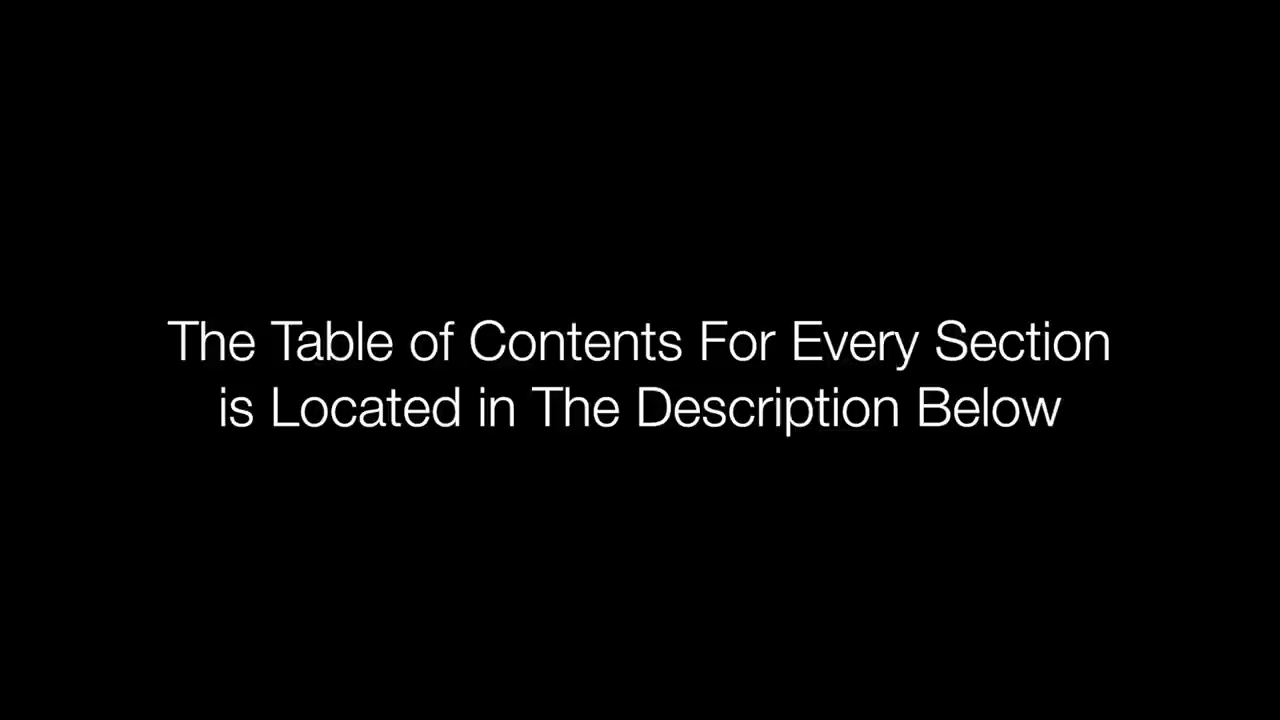 The Table of Contents For Every Section
is Located in The Description Below